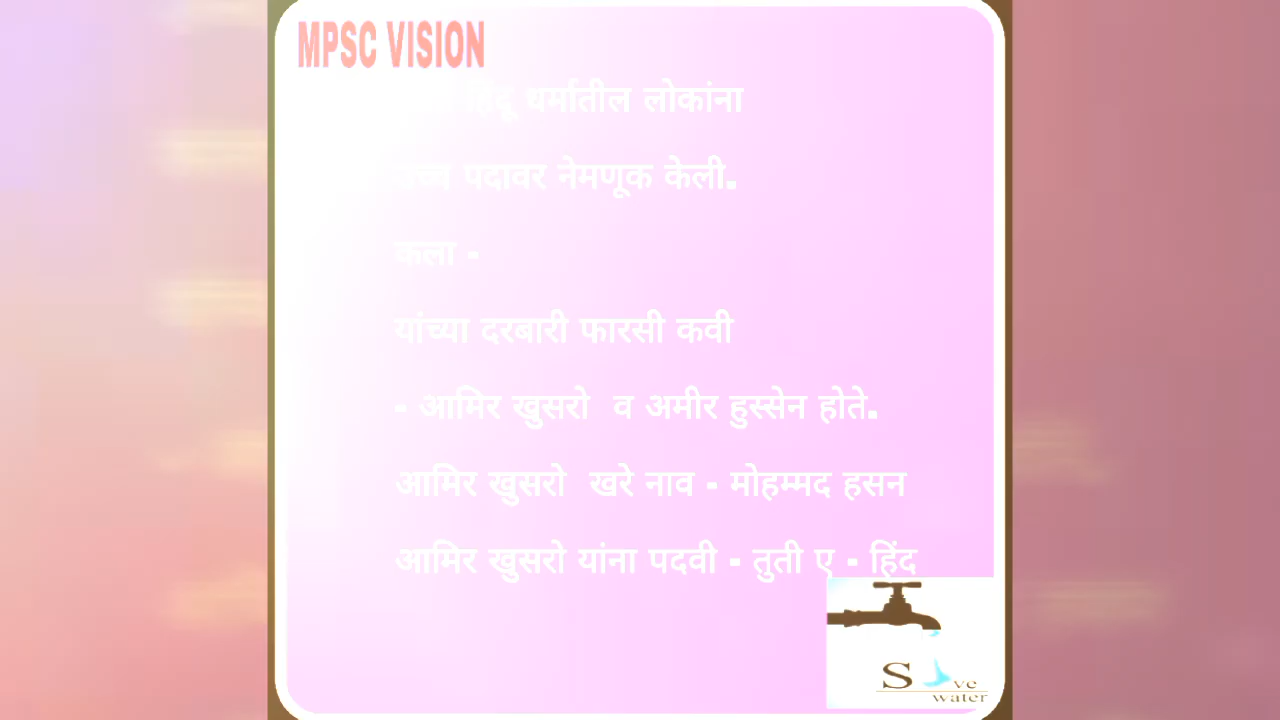 MPSC VISION
हिंदू धर्मातील लोकांना
उच्च पदावर नेमणूक केली.
कला -
यांच्या दरबारी फारसी कवी
- आमिर खुसरो व अमीर हुस्सेन होते.
आमिर खुसरो खरे नाव - मोहम्मद हसन
आमिर खुसरो यांना पदवी - तुती ए - हिंद
S ve
water